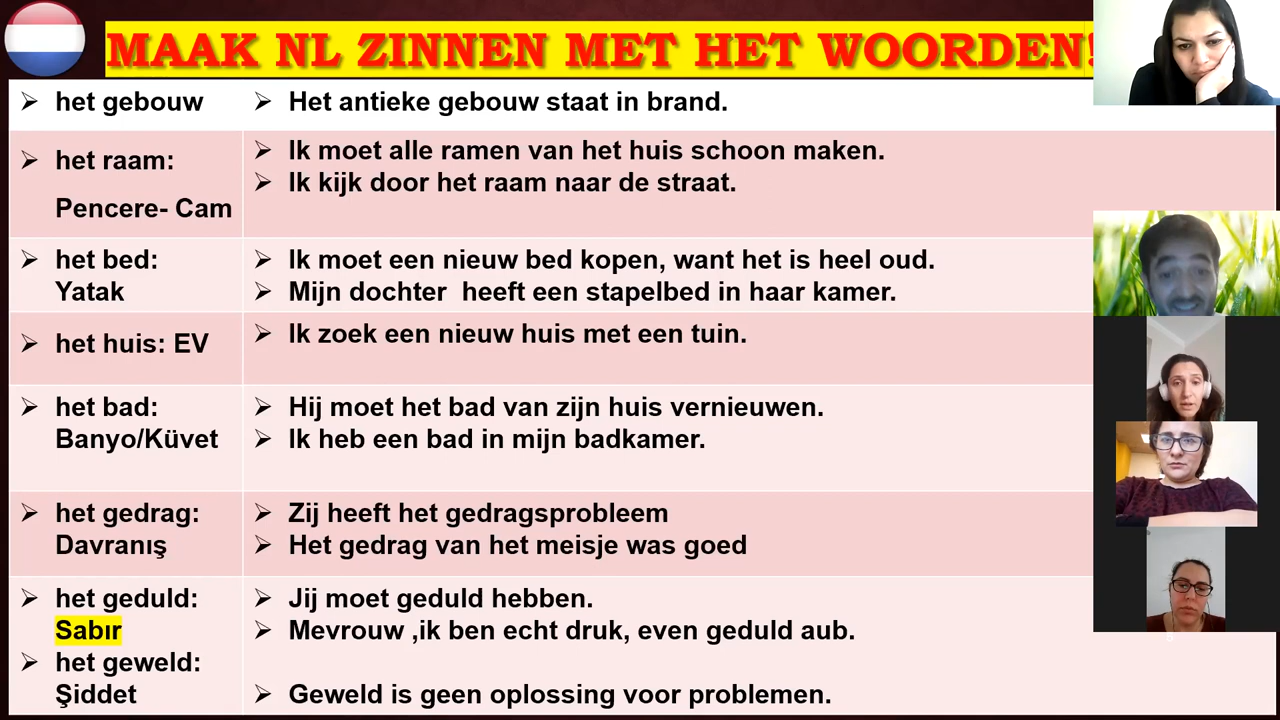 MAAK NL ZINNEN MET HET WOORDEN!
het gebouw
Het antieke gebouw staat in brand.
het raam:
Pencere- Cam
Ik moet alle ramen van het huis schoon maken.
Ik kijk door het raam naar de straat.
het bed:
Yatak
Ik moet een nieuw bed kopen, want het is heel oud.
Mijn dochter heeft een stapelbed in haar kamer.
het huis: EV
Ik zoek een nieuw huis met een tuin.
het bad:
Banyo/Küvet
Hij moet het bad van zijn huis vernieuwen.
Ik heb een bad in mijn badkamer.
het gedrag:
Davranış
Zij heeft het gedragsprobleem
Het gedrag van het meisje was goed
het geduld:
Sabır
Jij moet geduld hebben.
Mevrouw ,ik ben echt druk, even geduld aub.
het geweld:
Şiddet
Geweld is geen oplossing voor problemen.